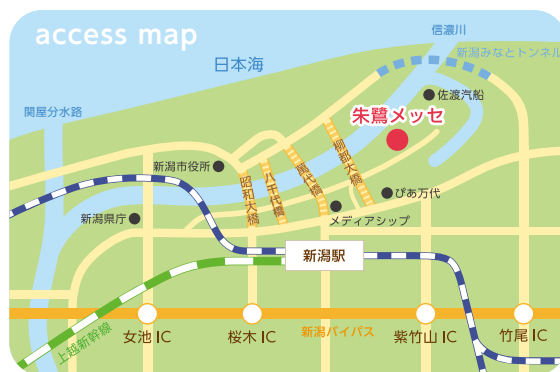 access map
信濃川
新潟みなとトンネル
日本海
佐渡汽船
関屋分水路
朱鷺メッセ
柳都大橋
萬代橋
八千代橋
昭和大橋
新潟市役所
ぴあ万代
新潟県庁
メディアシップ
新潟駅
上越新幹線
女池 IC
桜木 IC
新潟バイパス
紫竹山 IC
竹尾 IC